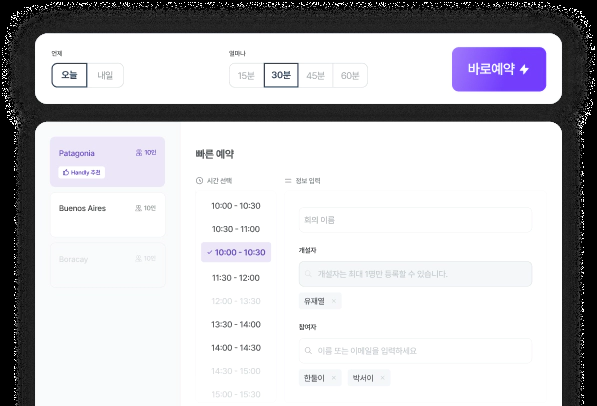 언제
얼마나
오늘
내일
15분
30분
45분
60분
바로예약
Patagonia
10인
Handly 추천
Buenos Aires
10인
Boracay
10인
빠른 예약
시간 선택
정보 입력
10:00 - 10:30
10:30 - 11:00
10:00 - 10:30
11:30 - 12:00
12:00 - 13:30
13:30 - 14:00
14:00 - 14:30
14:30 - 15:00
15:00 - 15:30
회의 이름
개설자
개설자는 최대 1명만 등록할 수 있습니다.
유재열
참여자
이름 또는 이메일을 입력하세요
한둘이
박서이